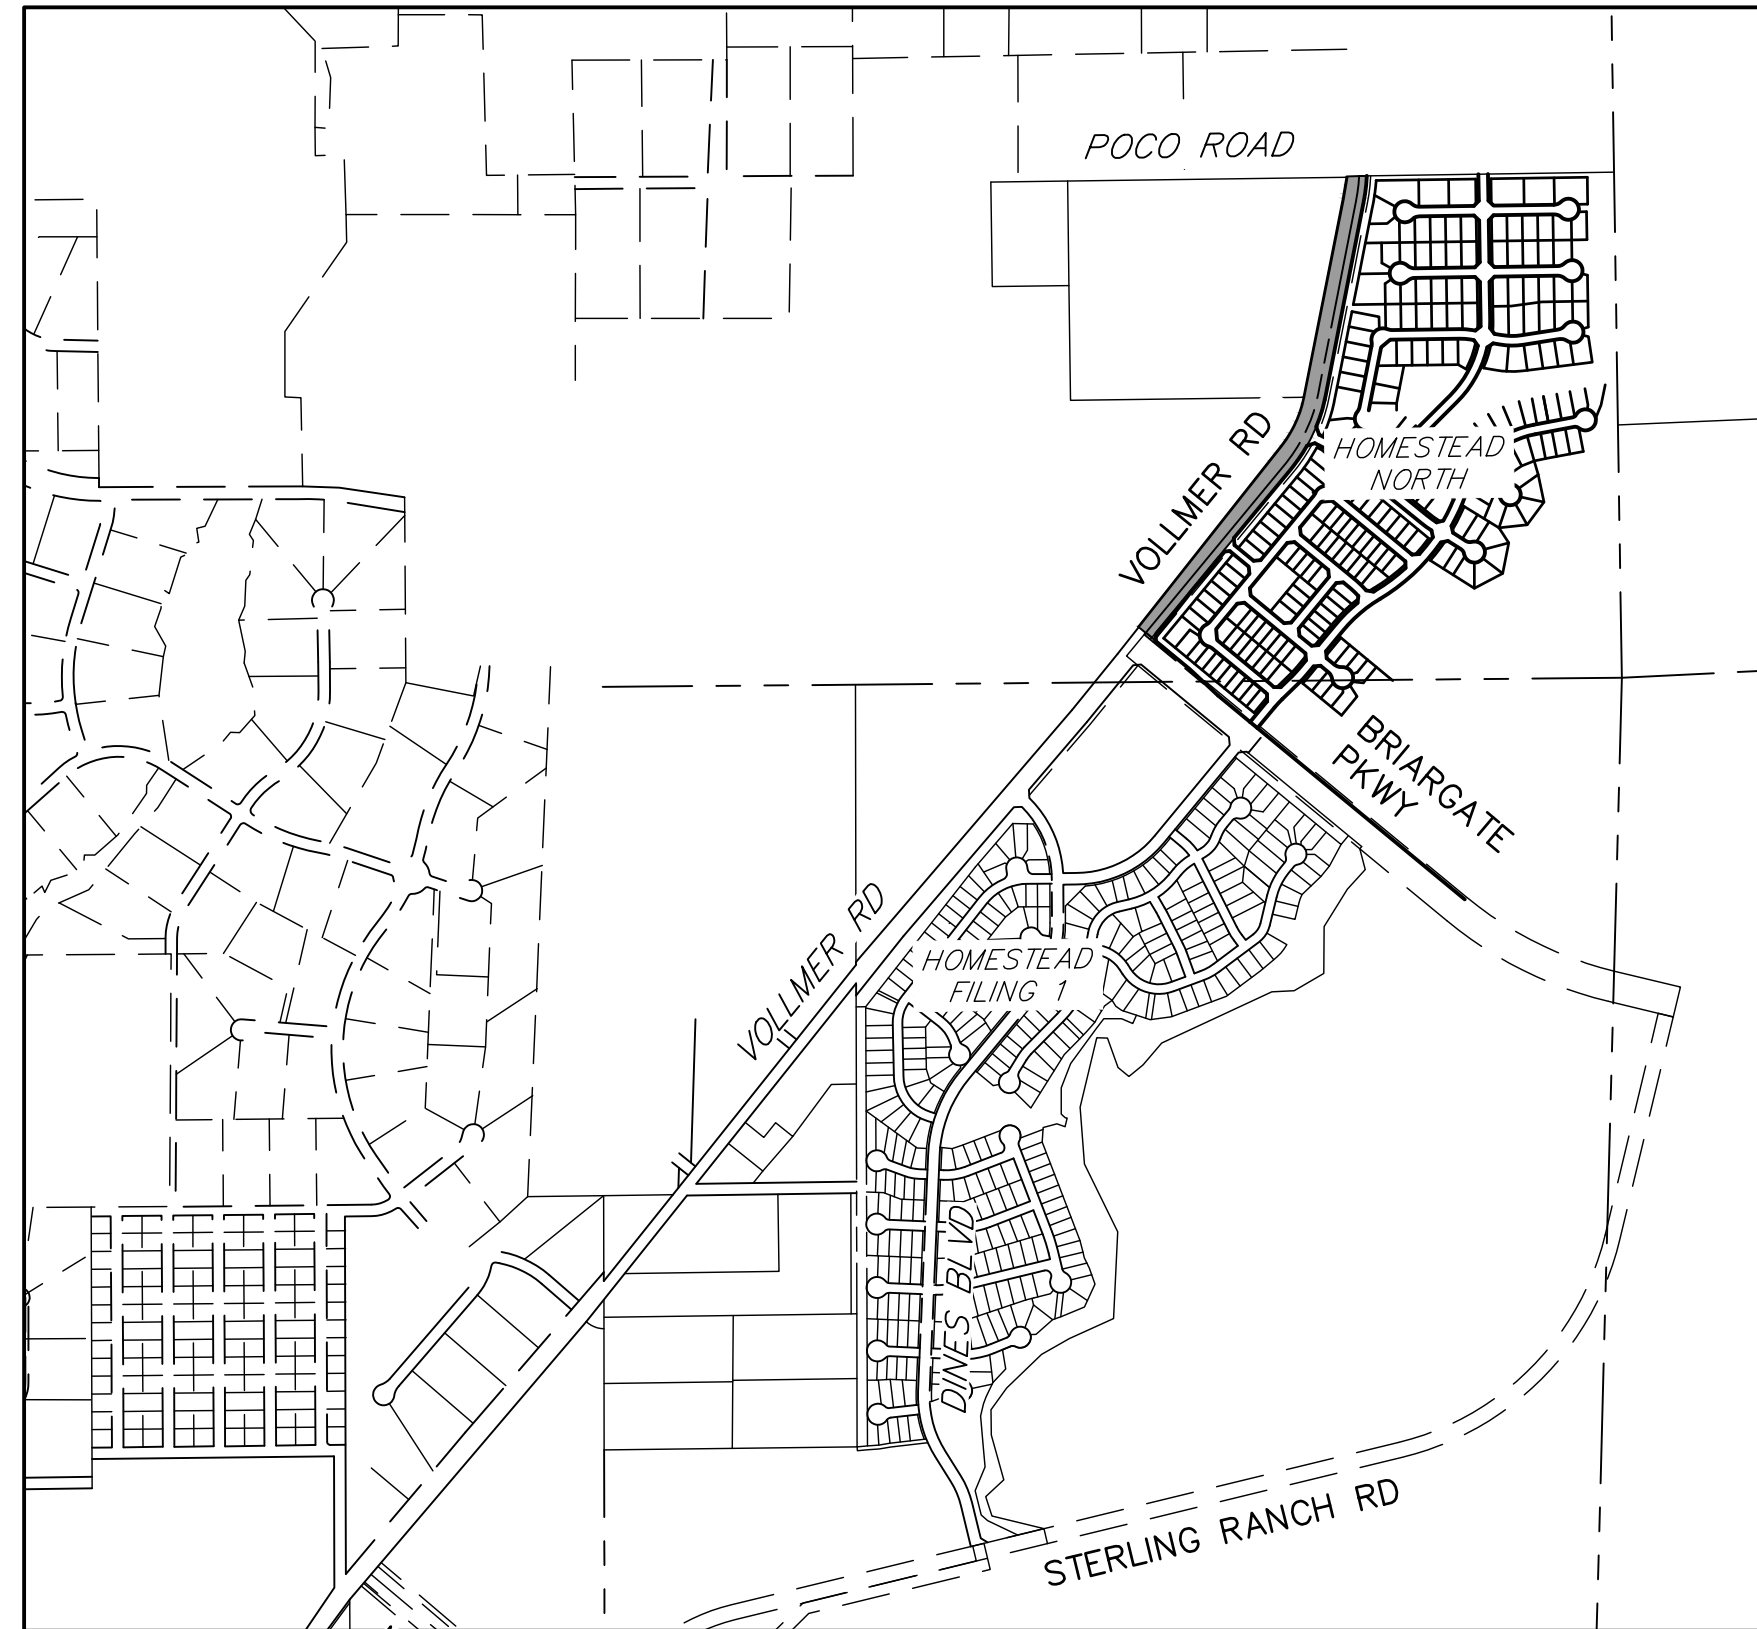 POCO ROAD
VOLLMER RD
HOMESTEAD
NORTH
BRIARGATE
PKWY
VOLLMER RD
HOMESTEAD
FILING 1
DINES BLVD
STERLING RANCH RD